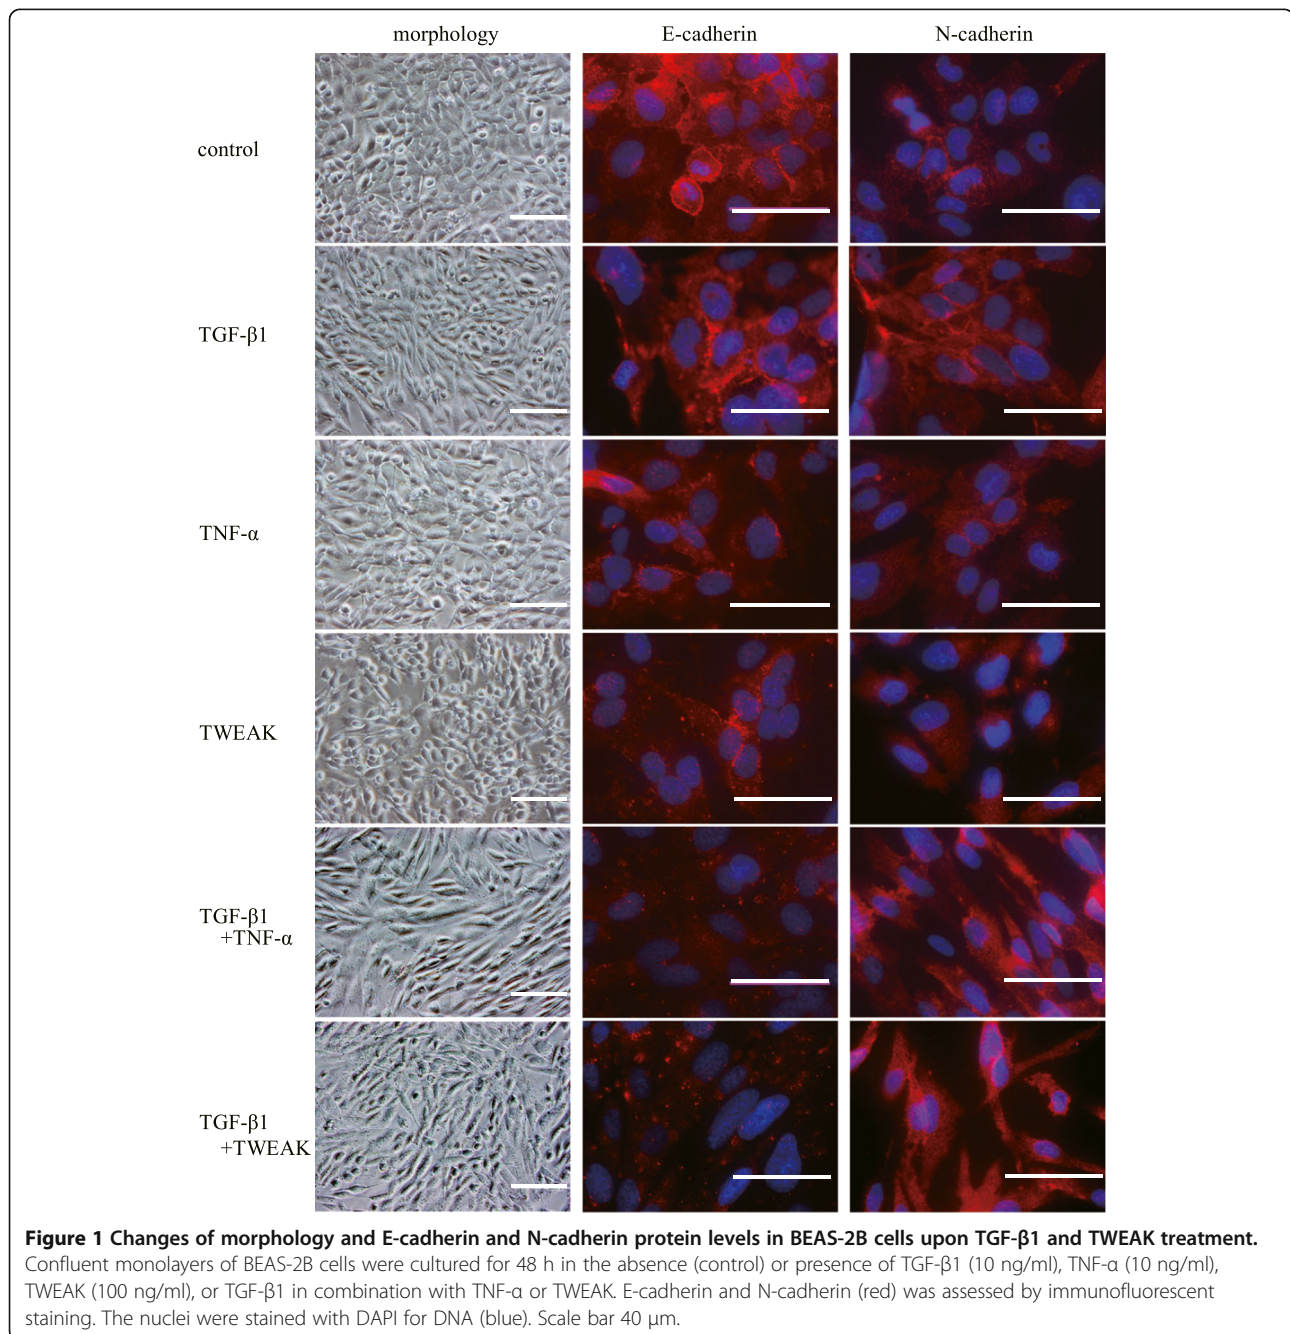 morphology E-cadherin N-cadherin
control
TGF-β1
TNF-α
TWEAK
TGF-β1
+TNF-α
TGF-β1
+TWEAK
Figure 1 Changes of morphology and E-cadherin and N-cadherin protein levels in BEAS-2B cells upon TGF-β1 and TWEAK treatment.
Confluent monolayers of BEAS-2B cells were cultured for 48 h in the absence (control) or presence of TGF-β1 (10 ng/ml), TNF-α (10 ng/ml),
TWEAK (100 ng/ml), or TGF-β1 in combination with TNF-α or TWEAK. E-cadherin and N-cadherin (red) was assessed by immunofluorescent
staining. The nuclei were stained with DAPI for DNA (blue). Scale bar 40 μm.